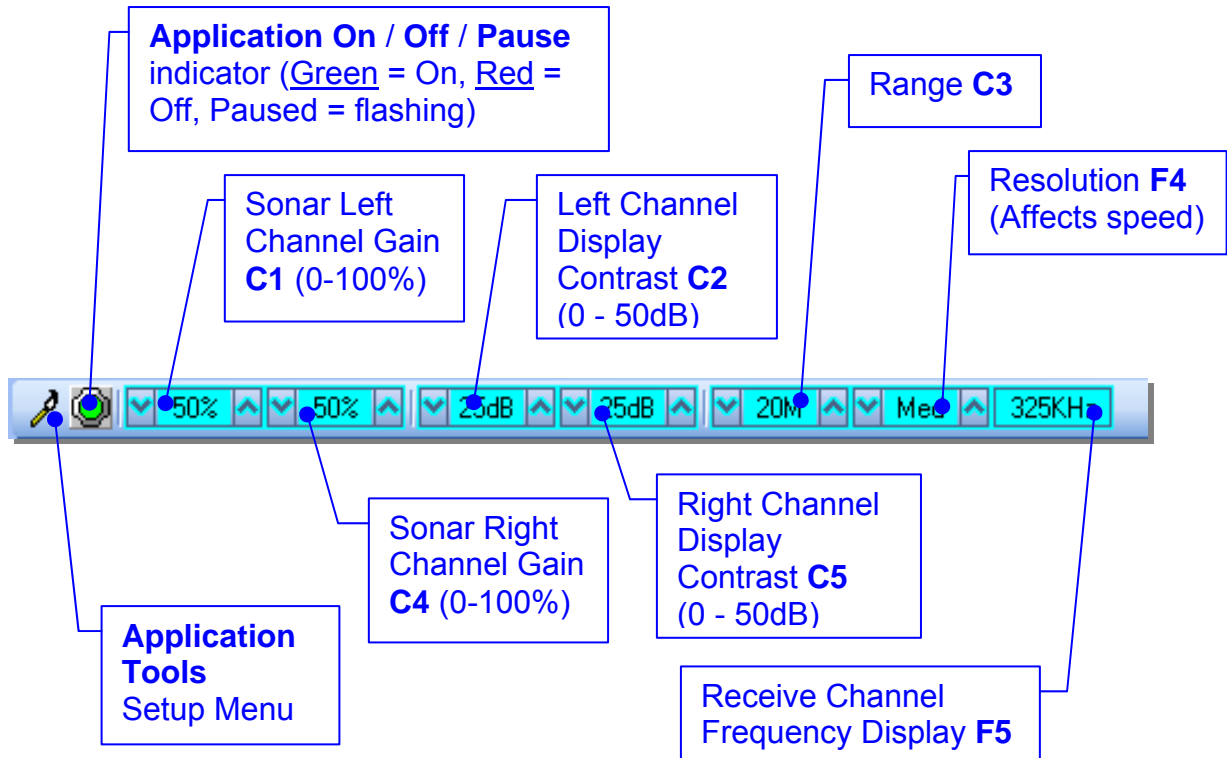 Application On / Off / Pause
indicator (Green = On, Red =
Off, Paused = flashing)
Range C3
Sonar Left
Channel Gain
C1 (0-100%)
Left Channel
Display
Contrast C2
(0 - 50dB)
Resolution F4
(Affects speed)
50%
50%
25dB
25dB
20M
Med
325KHz
Sonar Right
Channel Gain
C4 (0-100%)
Right Channel
Display
Contrast C5
(0 - 50dB)
Application
Tools
Setup Menu
Receive Channel
Frequency Display F5